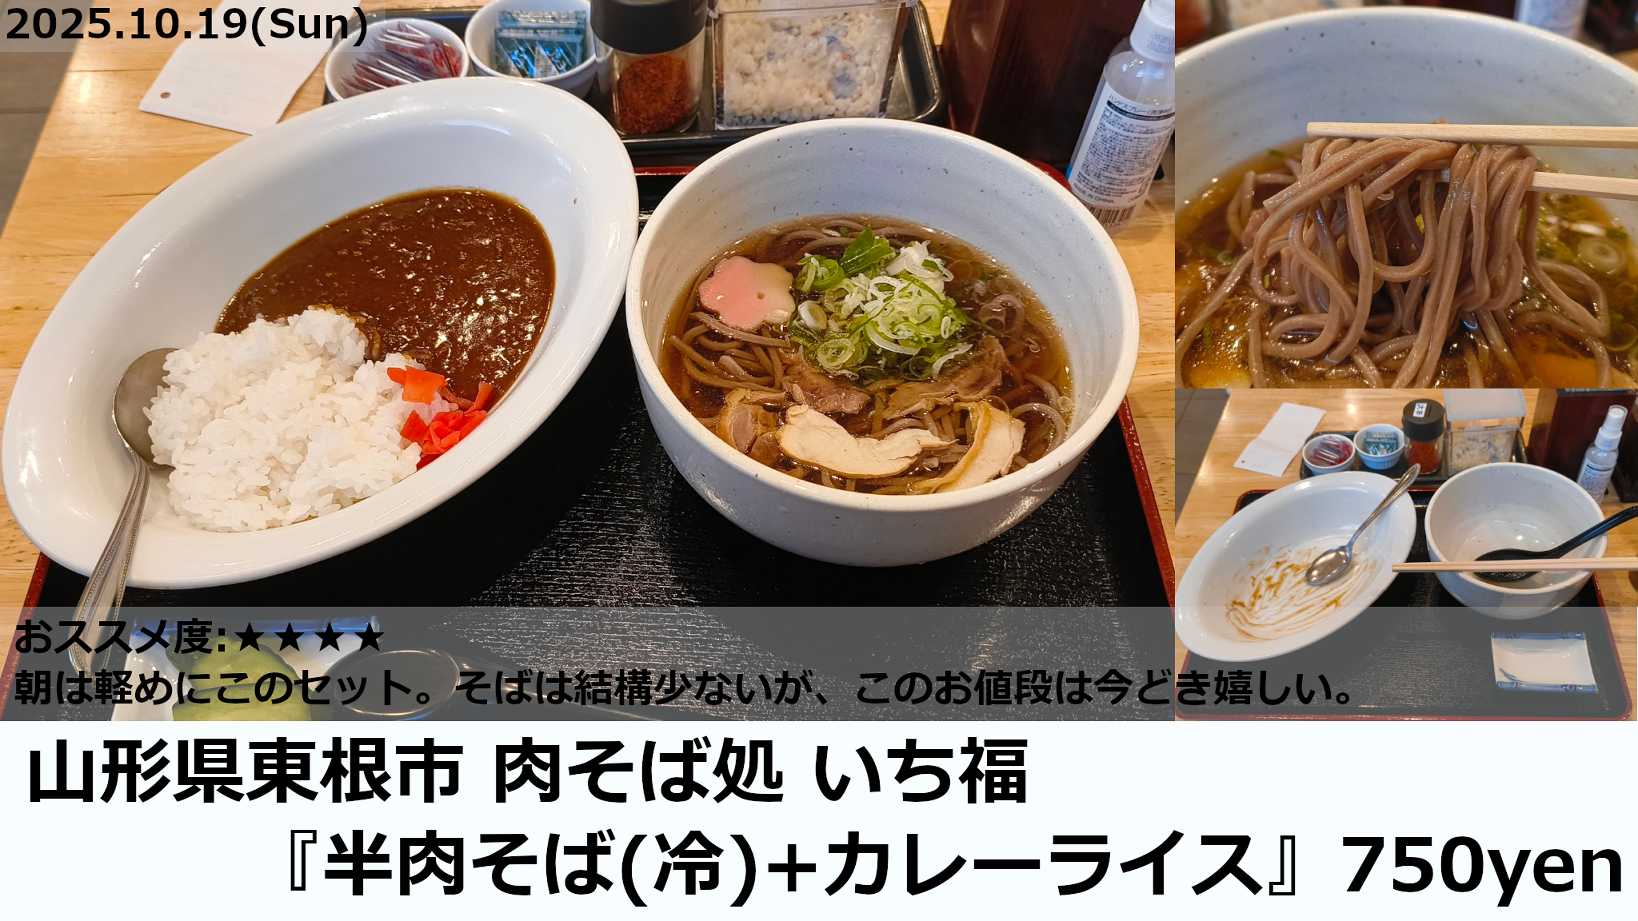 2025.10.19(Sun)
おススメ度:★★★★
朝は軽めにこのセット。そばは結構少ないが、このお値段は今どき嬉しい。
山形県東根市 肉そば処 いち福
『半肉そば(冷)+カレーライス』750yen